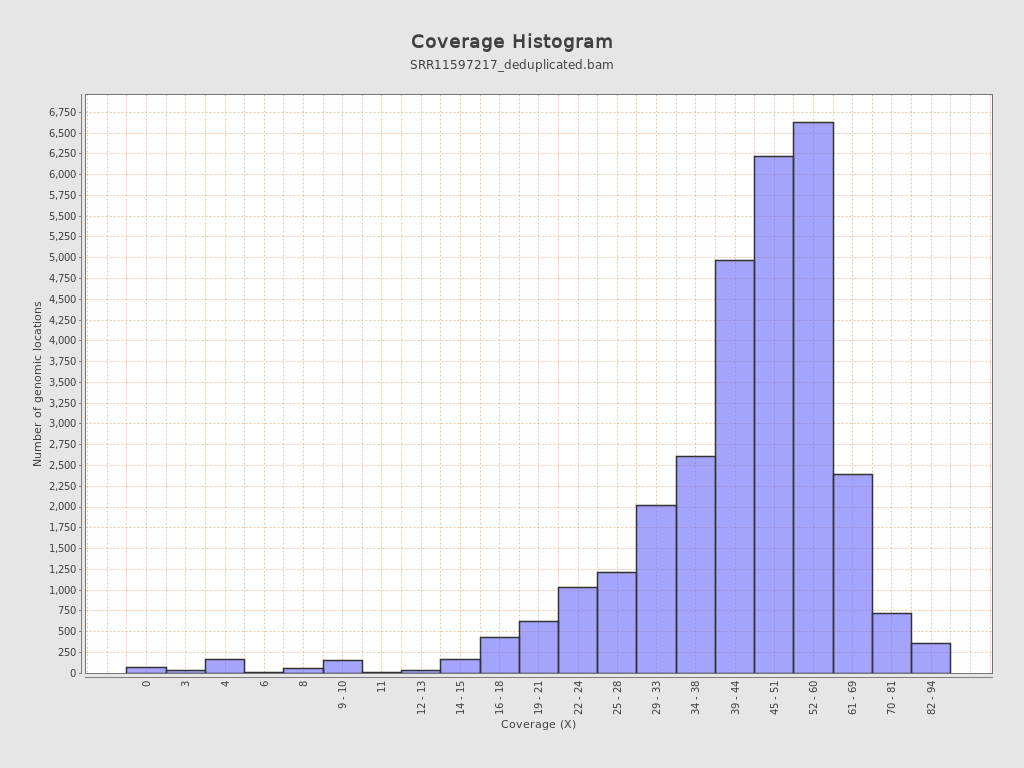 Coverage Histogram
SRR11597217_deduplicated.bam
6,750
6,500
6,250
6,000
5,750
5,500
5,250
5,000
4,750
4,500
4,250
4,000
3,750
3,500
3,250
3,000
2,750
2,500
2,250
2,000
1,750
1,500
1,250
1,000
750
500
250
0
Number of genomic locations
0
3
4
6
8
9 - 10
11
12 - 13
14 - 15
16 - 18
19 - 21
22 - 24
25 - 28
29 - 33
34 - 38
39 - 44
45 - 51
52 - 60
61 - 69
70 - 81
82 - 94
Coverage (X)